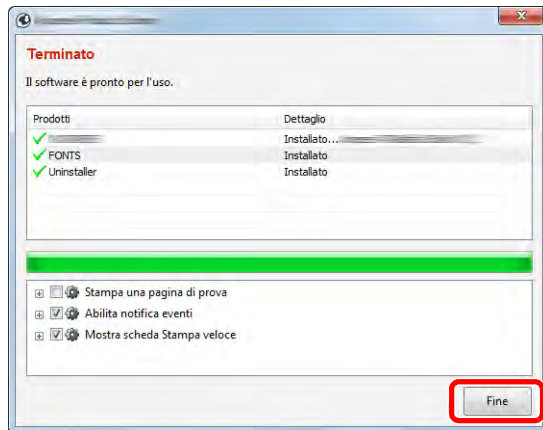 Terminato
Il software è pronto per l'uso.
Prodotti Dettaglio
Installato...
FONTS Installato
Uninstaller Installato
Stampa una pagina di prova
Abilita notifica eventi
Mostra scheda Stampa veloce
Fine